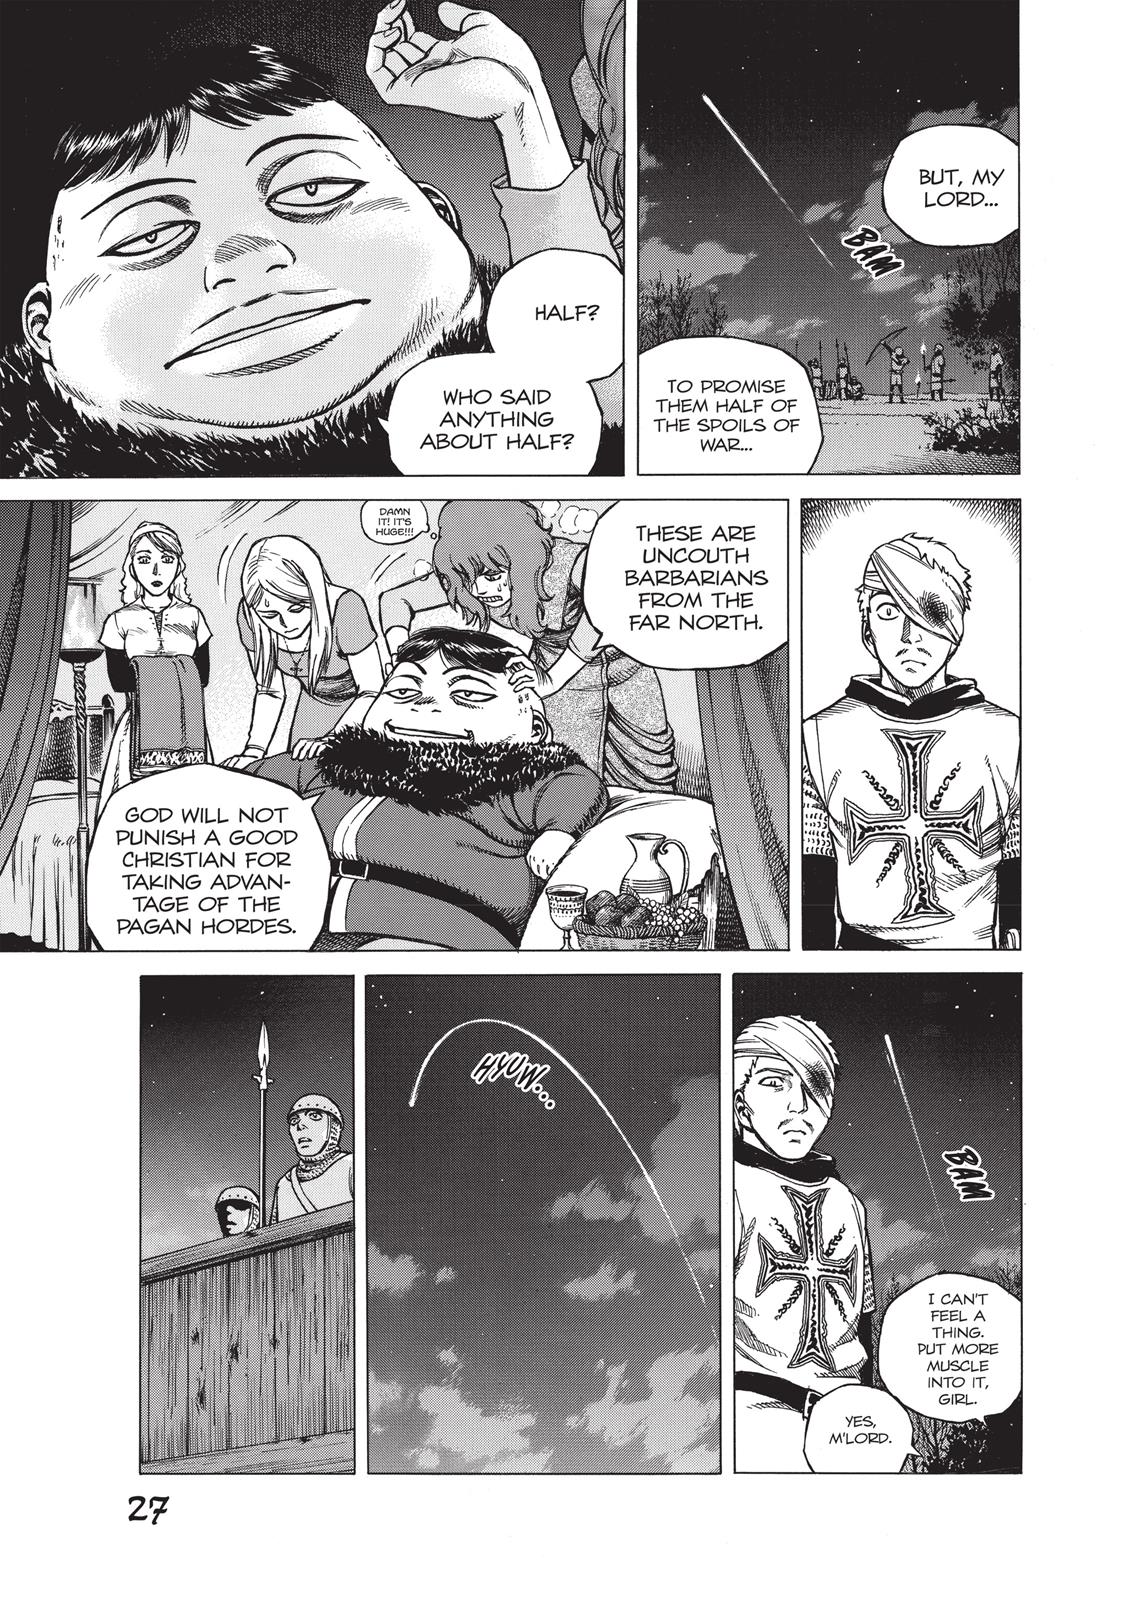 BUT, MY
LORD...
BAM
TO PROMISE
THEM HALF OF
THE SPOILS OF
WAR...
HALF?
WHO SAID
ANYTHING
ABOUT HALF?
THESE ARE
UNCOUTH
BARBARIANS
FROM THE
FAR NORTH.
DAMN
IT! IT'S
HUGE!!!
GOD WILL NOT
PUNISH A GOOD
CHRISTIAN FOR
TAKING ADVAN-
TAGE OF THE
PAGAN HORDES.
BAM
I CAN'T
FEEL A
THING.
PUT MORE
MUSCLE
INTO IT,
GIRL.
YES,
M'LORD.
HYUW...
27